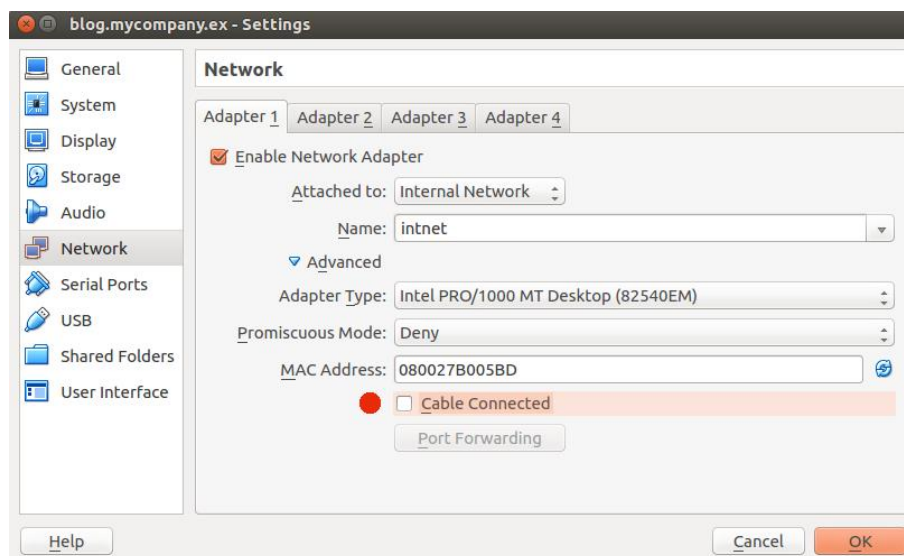 blog.mycompany.ex - Settings
General
System
Display
Storage
Audio
Network
Serial Ports
USB
Shared Folders
User Interface
Network
Adapter 1 Adapter 2 Adapter 3 Adapter 4
Enable Network Adapter
Attached to: Internal Network
Name: intnet
Advanced
Adapter Type: Intel PRO/1000 MT Desktop (82540EM)
Promiscuous Mode: Deny
MAC Address: 080027B005BD
Cable Connected
Port Forwarding
Help Cancel OK